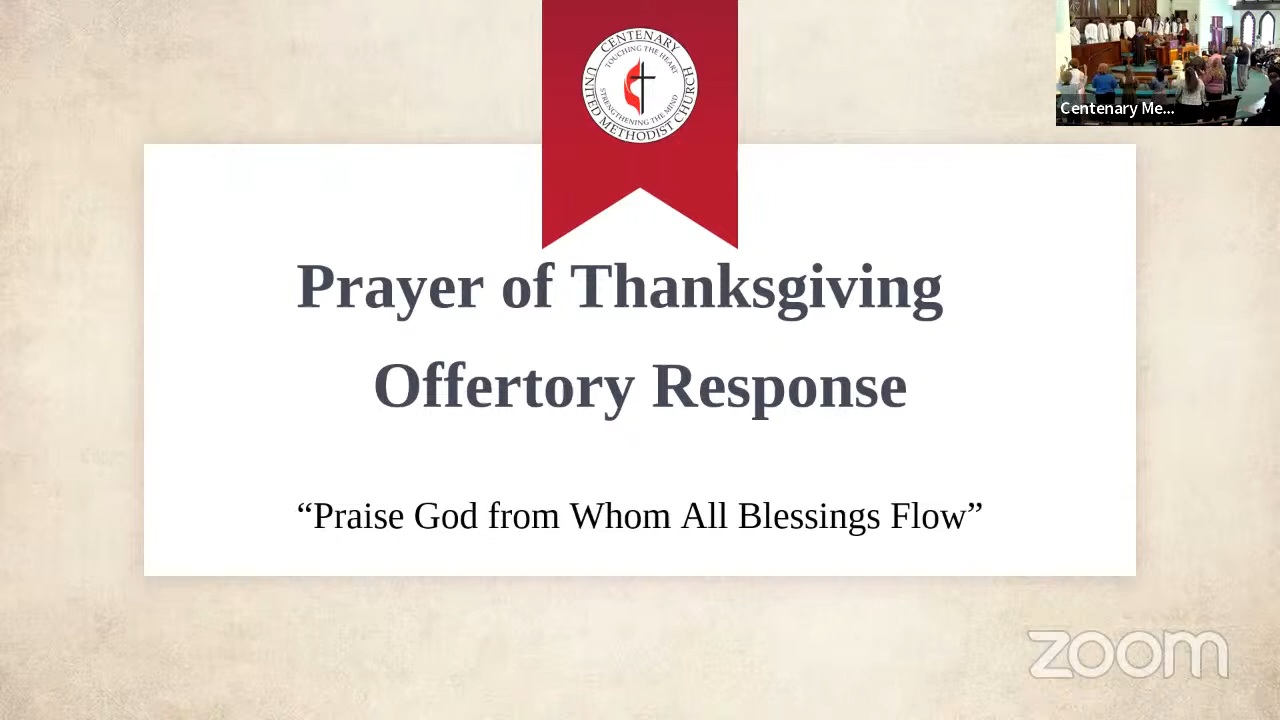 CENTENARY
TOUCHING THE HEART
STRENGTHENING THE MIND
UNITED METHODIST CHURCH
Centenary Me...
Prayer of Thanksgiving
Offertory Response
“Praise God from Whom All Blessings Flow”
zoom